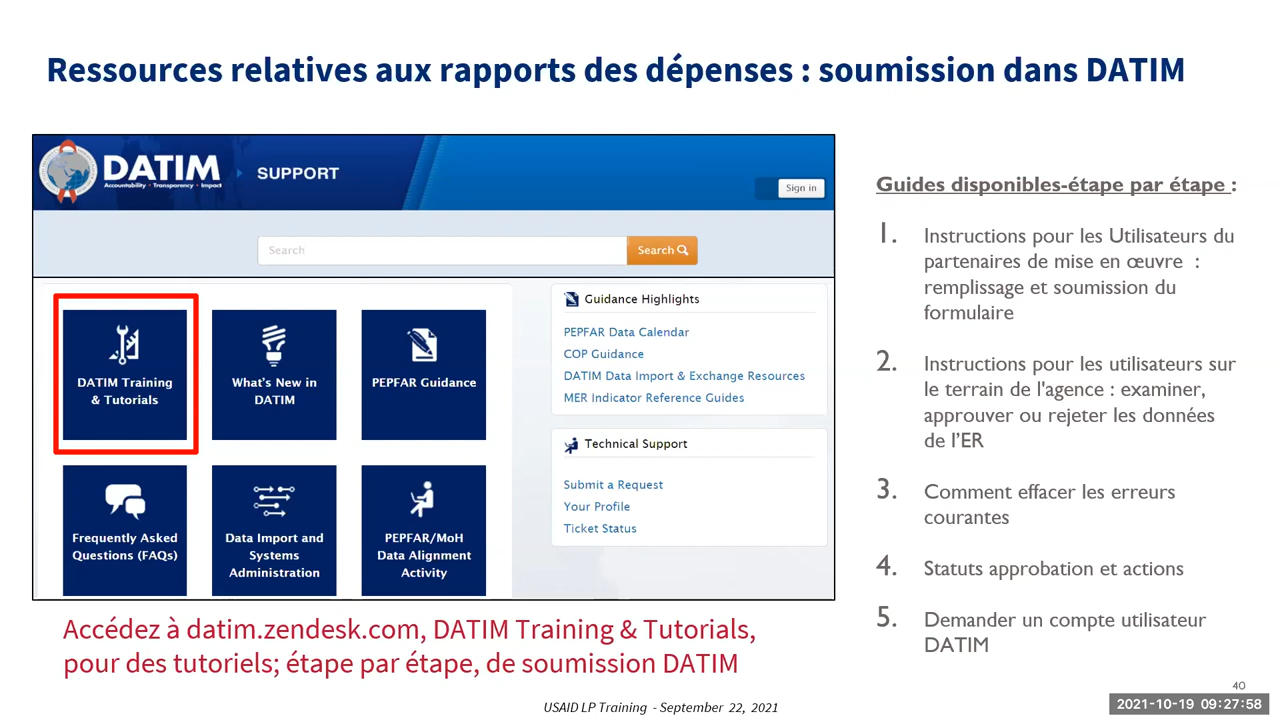 Ressources relatives aux rapports des dépenses : soumission dans DATIM
DATIM
Accountability • Transparency • Impact
SUPPORT
Sign in
Search
Search
DATIM Training
& Tutorials
What's New in
DATIM
PEPFAR Guidance
Frequently Asked
Questions (FAQs)
Data Import and
Systems
Administration
PEPFAR/MoH
Data Alignment
Activity
Guidance Highlights
PEPFAR Data Calendar
COP Guidance
DATIM Data Import & Exchange Resources
MER Indicator Reference Guides
Technical Support
Submit a Request
Your Profile
Ticket Status
Accédez à datim.zendesk.com, DATIM Training & Tutorials,
pour des tutoriels; étape par étape, de soumission DATIM
Guides disponibles-étape par étape :
1. Instructions pour les Utilisateurs du
partenaires de mise en œuvre :
remplissage et soumission du
formulaire
2. Instructions pour les utilisateurs sur
le terrain de l'agence : examiner,
approuver ou rejeter les données
de l’ER
3. Comment effacer les erreurs
courantes
4. Statuts approbation et actions
5. Demander un compte utilisateur
DATIM
40
USAID LP Training - September 22, 2021
2021-10-19 09:27:58